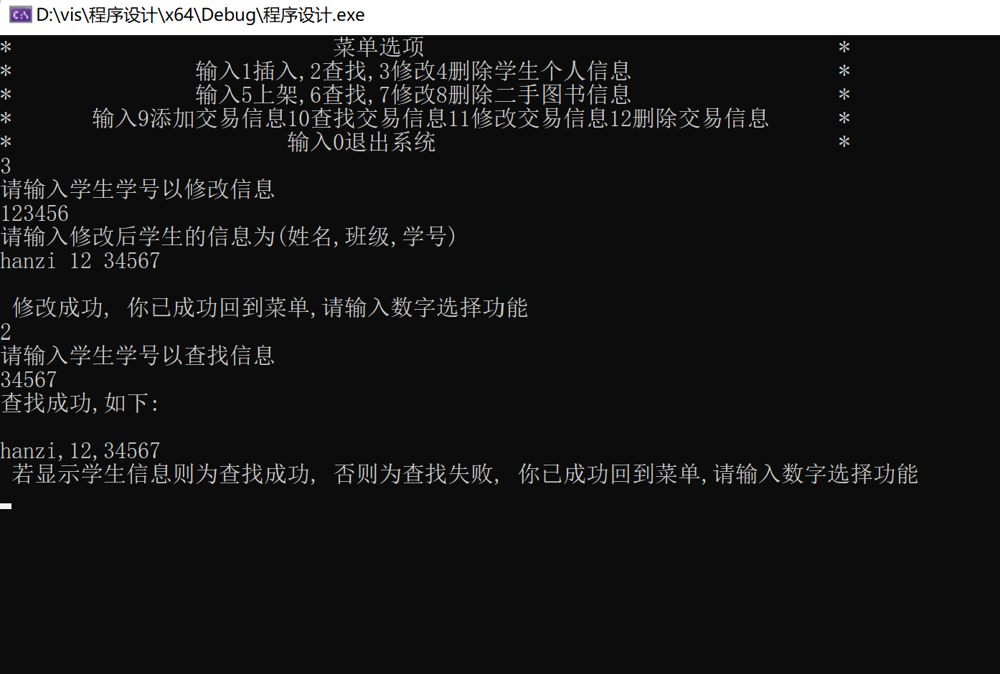 D:\vis\程序设计\x64\Debug\程序设计.exe
* 菜单选项 *
* 输入1插入,2查找,3修改4删除学生个人信息 *
* 输入5上架,6查找,7修改8删除二手图书信息 *
* 输入9添加交易信息10查找交易信息11修改交易信息12删除交易信息 *
* 输入0退出系统 *
3
请输入学生学号以修改信息
123456
请输入修改后学生的信息为(姓名,班级,学号)
hanzi 12 34567
修改成功, 你已成功回到菜单,请输入数字选择功能
2
请输入学生学号以查找信息
34567
查找成功,如下:
hanzi,12,34567
若显示学生信息则为查找成功, 否则为查找失败, 你已成功回到菜单,请输入数字选择功能